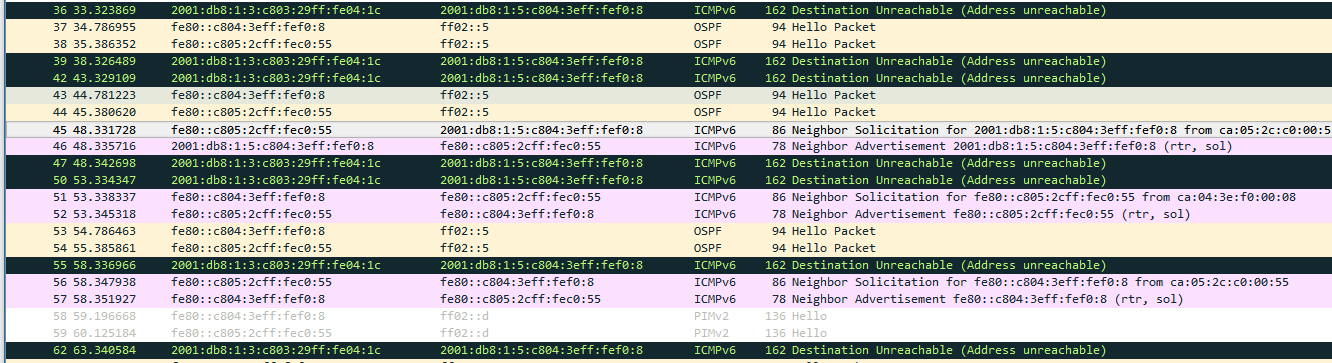 36 33.323869 2001:db8:1:3:c803:29ff:fe04:1c 2001:db8:1:5:c804:3eff:fef0:8 ICMPv6 162 Destination Unreachable (Address unreachable)
37 34.786955 fe80::c804:3eff:fef0:8 ff02::5 OSPF 94 Hello Packet
38 35.386352 fe80::c805:2cff:fec0:55 ff02::5 OSPF 94 Hello Packet
39 38.326489 2001:db8:1:3:c803:29ff:fe04:1c 2001:db8:1:5:c804:3eff:fef0:8 ICMPv6 162 Destination Unreachable (Address unreachable)
42 43.329109 2001:db8:1:3:c803:29ff:fe04:1c 2001:db8:1:5:c804:3eff:fef0:8 ICMPv6 162 Destination Unreachable (Address unreachable)
43 44.781223 fe80::c804:3eff:fef0:8 ff02::5 OSPF 94 Hello Packet
44 45.380620 fe80::c805:2cff:fec0:55 ff02::5 OSPF 94 Hello Packet
45 48.331728 fe80::c805:2cff:fec0:55 2001:db8:1:5:c804:3eff:fef0:8 ICMPv6 86 Neighbor Solicitation for 2001:db8:1:5:c804:3eff:fef0:8 from ca:05:2c:c0:00:5
46 48.335716 2001:db8:1:5:c804:3eff:fef0:8 fe80::c805:2cff:fec0:55 ICMPv6 78 Neighbor Advertisement 2001:db8:1:5:c804:3eff:fef0:8 (rtr, sol)
47 48.342698 2001:db8:1:3:c803:29ff:fe04:1c 2001:db8:1:5:c804:3eff:fef0:8 ICMPv6 162 Destination Unreachable (Address unreachable)
50 53.334347 2001:db8:1:3:c803:29ff:fe04:1c 2001:db8:1:5:c804:3eff:fef0:8 ICMPv6 162 Destination Unreachable (Address unreachable)
51 53.338337 fe80::c804:3eff:fef0:8 fe80::c805:2cff:fec0:55 ICMPv6 86 Neighbor Solicitation for fe80::c805:2cff:fec0:55 from ca:04:3e:f0:00:08
52 53.345318 fe80::c805:2cff:fec0:55 fe80::c804:3eff:fef0:8 ICMPv6 78 Neighbor Advertisement fe80::c805:2cff:fec0:55 (rtr, sol)
53 54.786463 fe80::c804:3eff:fef0:8 ff02::5 OSPF 94 Hello Packet
54 55.385861 fe80::c805:2cff:fec0:55 ff02::5 OSPF 94 Hello Packet
55 58.336966 2001:db8:1:3:c803:29ff:fe04:1c 2001:db8:1:5:c804:3eff:fef0:8 ICMPv6 162 Destination Unreachable (Address unreachable)
56 58.347938 fe80::c805:2cff:fec0:55 fe80::c804:3eff:fef0:8 ICMPv6 86 Neighbor Solicitation for fe80::c804:3eff:fef0:8 from ca:05:2c:c0:00:55
57 58.351927 fe80::c804:3eff:fef0:8 fe80::c805:2cff:fec0:55 ICMPv6 78 Neighbor Advertisement fe80::c804:3eff:fef0:8 (rtr, sol)
58 59.196668 fe80::c804:3eff:fef0:8 ff02::d PIMv2 136 Hello
59 60.125184 fe80::c805:2cff:fec0:55 ff02::d PIMv2 136 Hello
62 63.340584 2001:db8:1:3:c803:29ff:fe04:1c 2001:db8:1:5:c804:3eff:fef0:8 ICMPv6 162 Destination Unreachable (Address unreachable)